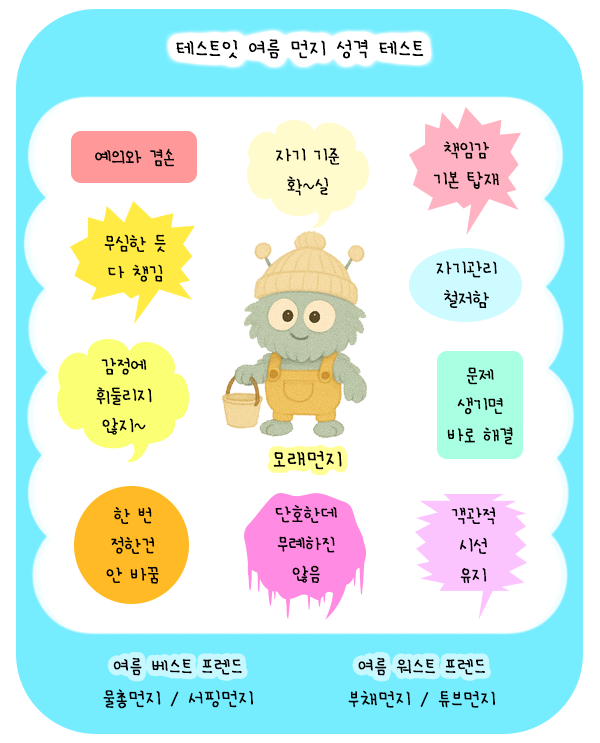 테스트잇 여름 먼지 성격 테스트
예의와 겸손
자기 기준
확~실
책임감
기본 탑재
무심한 듯
다 챙김
자기관리
철저함
감정에
휘둘리지
않지~
문제
생기면
바로 해결
모래먼지
한 번
정한건
안 바꿈
단호한데
무례하진
않음
객관적
시선
유지
여름 베스트 프렌드
물총먼지 / 서핑먼지
여름 워스트 프렌드
부채먼지 / 튜브먼지